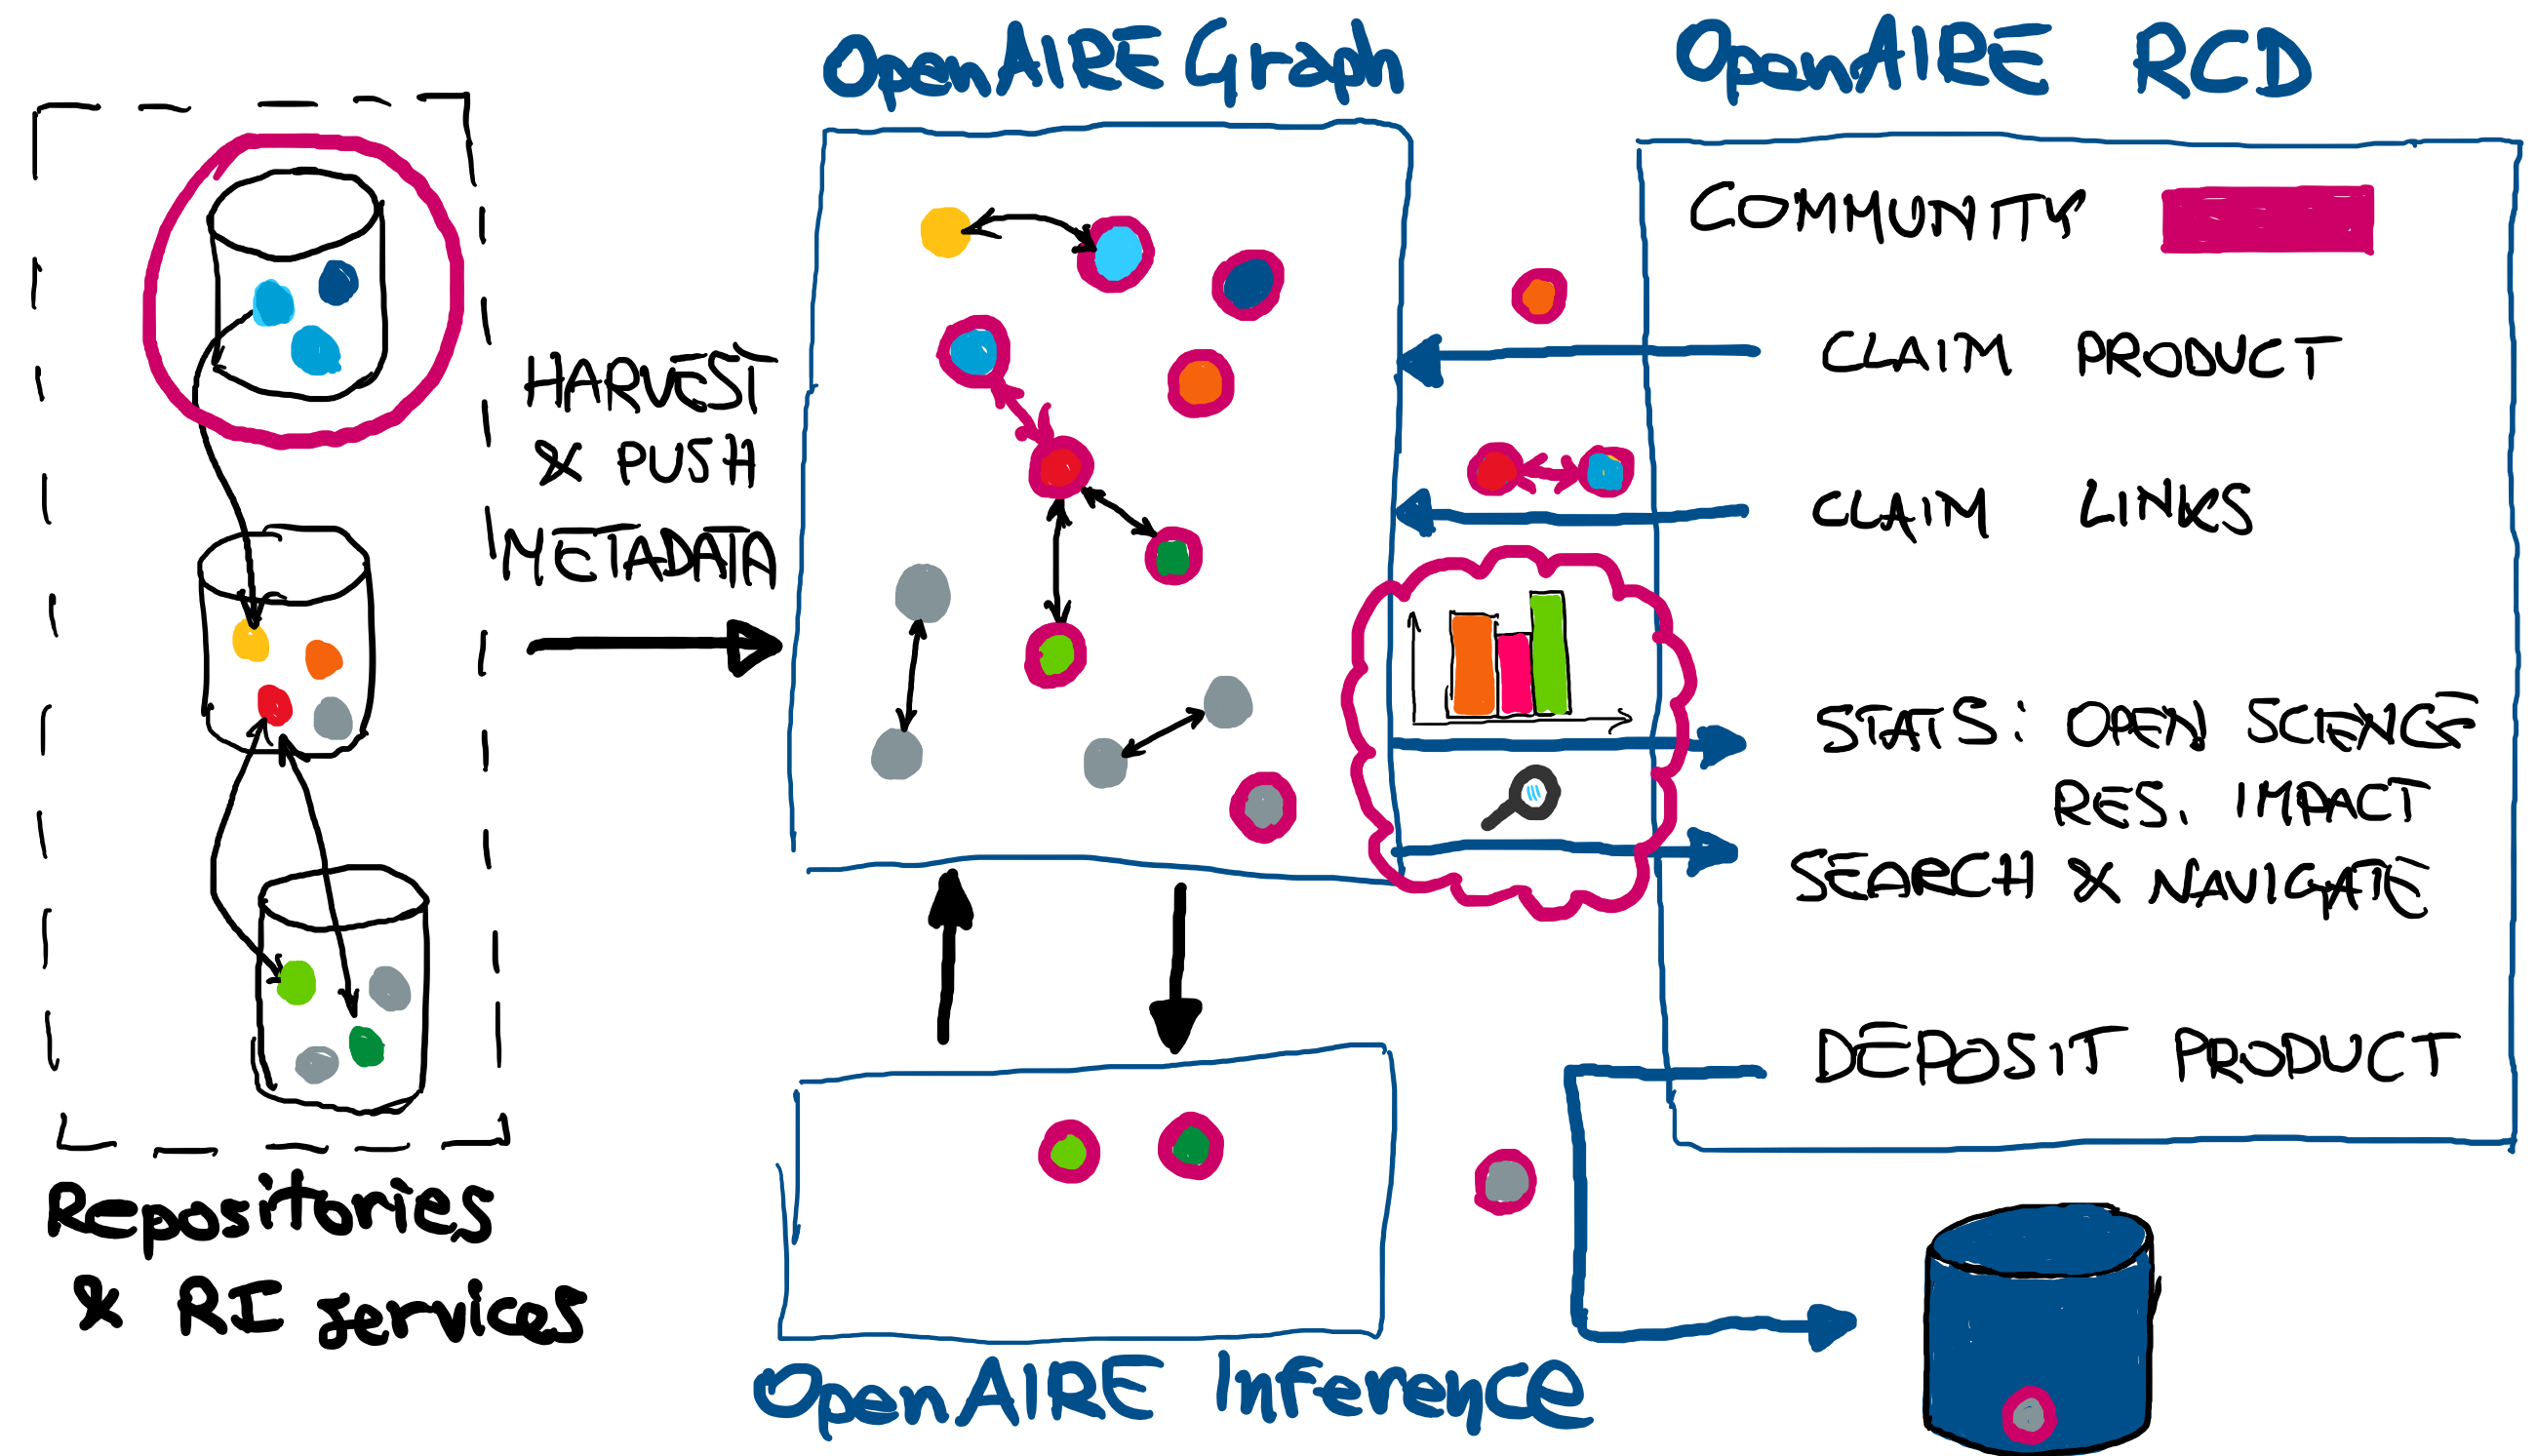 OpenAIRE Graph
OpenAIRE RCD
COMMUNITY
CLAIM PRODUCT
HARVEST
& PUSH
METADATA
CLAIM LINKS
STATS: OPEN SCIENCE
RES. IMPACT
SEARCH & NAVIGATE
DEPOSIT PRODUCT
Repositories
& RI services
OpenAIRE Inference